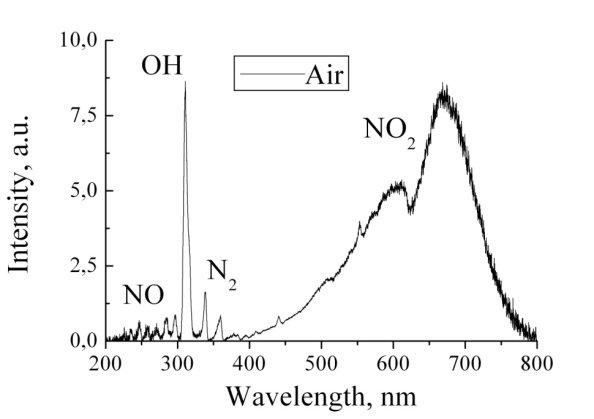 10,0
OH
Air
7,5
NO2
5,0
Intensity, a.u.
2,5
N2
NO
0,0
200 300 400 500 600 700 800
Wavelength, nm